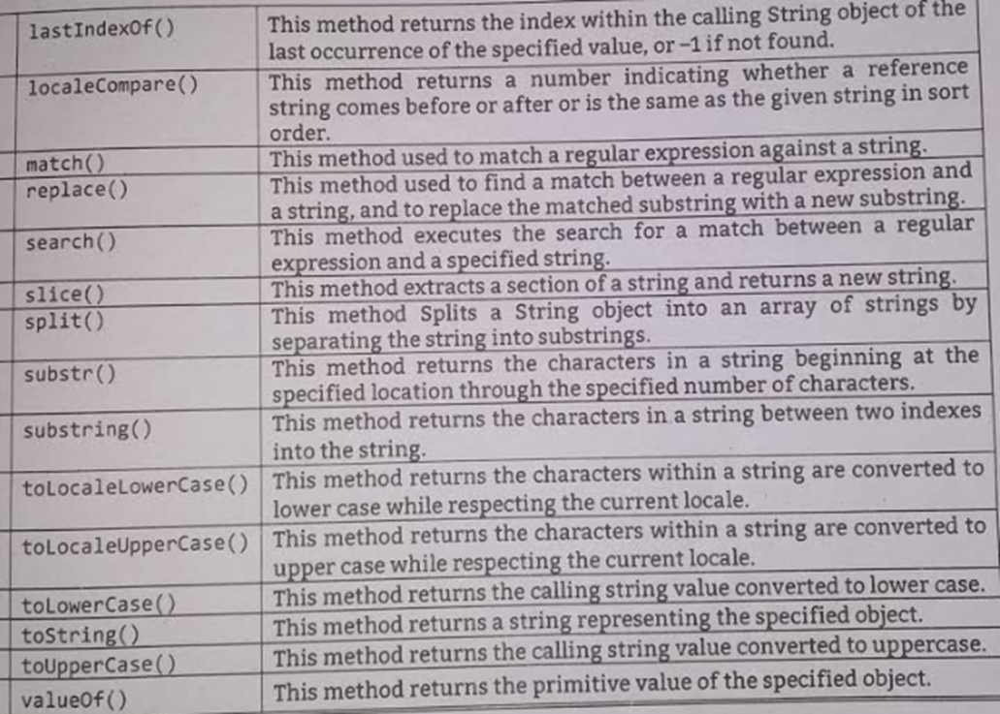 lastIndexOf() This method returns the index within the calling String object of the
last occurrence of the specified value, or –1 if not found.
localeCompare() This method returns a number indicating whether a reference
string comes before or after or is the same as the given string in sort
order.
match() This method used to match a regular expression against a string.
replace() This method used to find a match between a regular expression and
a string, and to replace the matched substring with a new substring.
search() This method executes the search for a match between a regular
expression and a specified string.
slice() This method extracts a section of a string and returns a new string.
split() This method Splits a String object into an array of strings by
separating the string into substrings.
substr() This method returns the characters in a string beginning at the
specified location through the specified number of characters.
substring() This method returns the characters in a string between two indexes
into the string.
toLocaleLowerCase() This method returns the characters within a string are converted to
lower case while respecting the current locale.
toLocaleUpperCase() This method returns the characters within a string are converted to
upper case while respecting the current locale.
toLowerCase() This method returns the calling string value converted to lower case.
toString() This method returns a string representing the specified object.
toUpperCase() This method returns the calling string value converted to uppercase.
valueOf() This method returns the primitive value of the specified object.